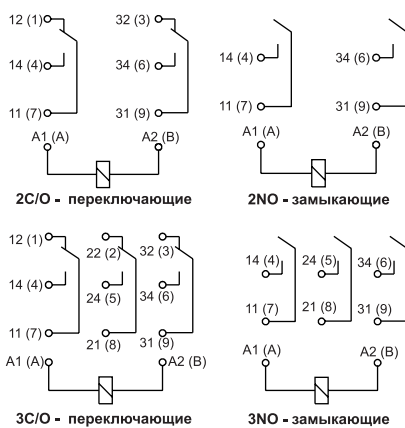 12 (1) 32 (3)
14 (4) 34 (6) 14 (4) 34 (6)
11 (7) 31 (9) 11 (7) 31 (9)
A1 (A) A2 (B) A1 (A) A2 (B)
2C/O - переключающие 2NO - замыкающие
12 (1) 22 (2) 32 (3)
14 (4) 24 (5) 34 (6) 14 (4) 24 (5) 34 (6)
11 (7) 21 (8) 31 (9) 11 (7) 21 (8) 31 (9)
A1 (A) A2 (B) A1 (A) A2 (B)
3C/O - переключающие 3NO - замыкающие